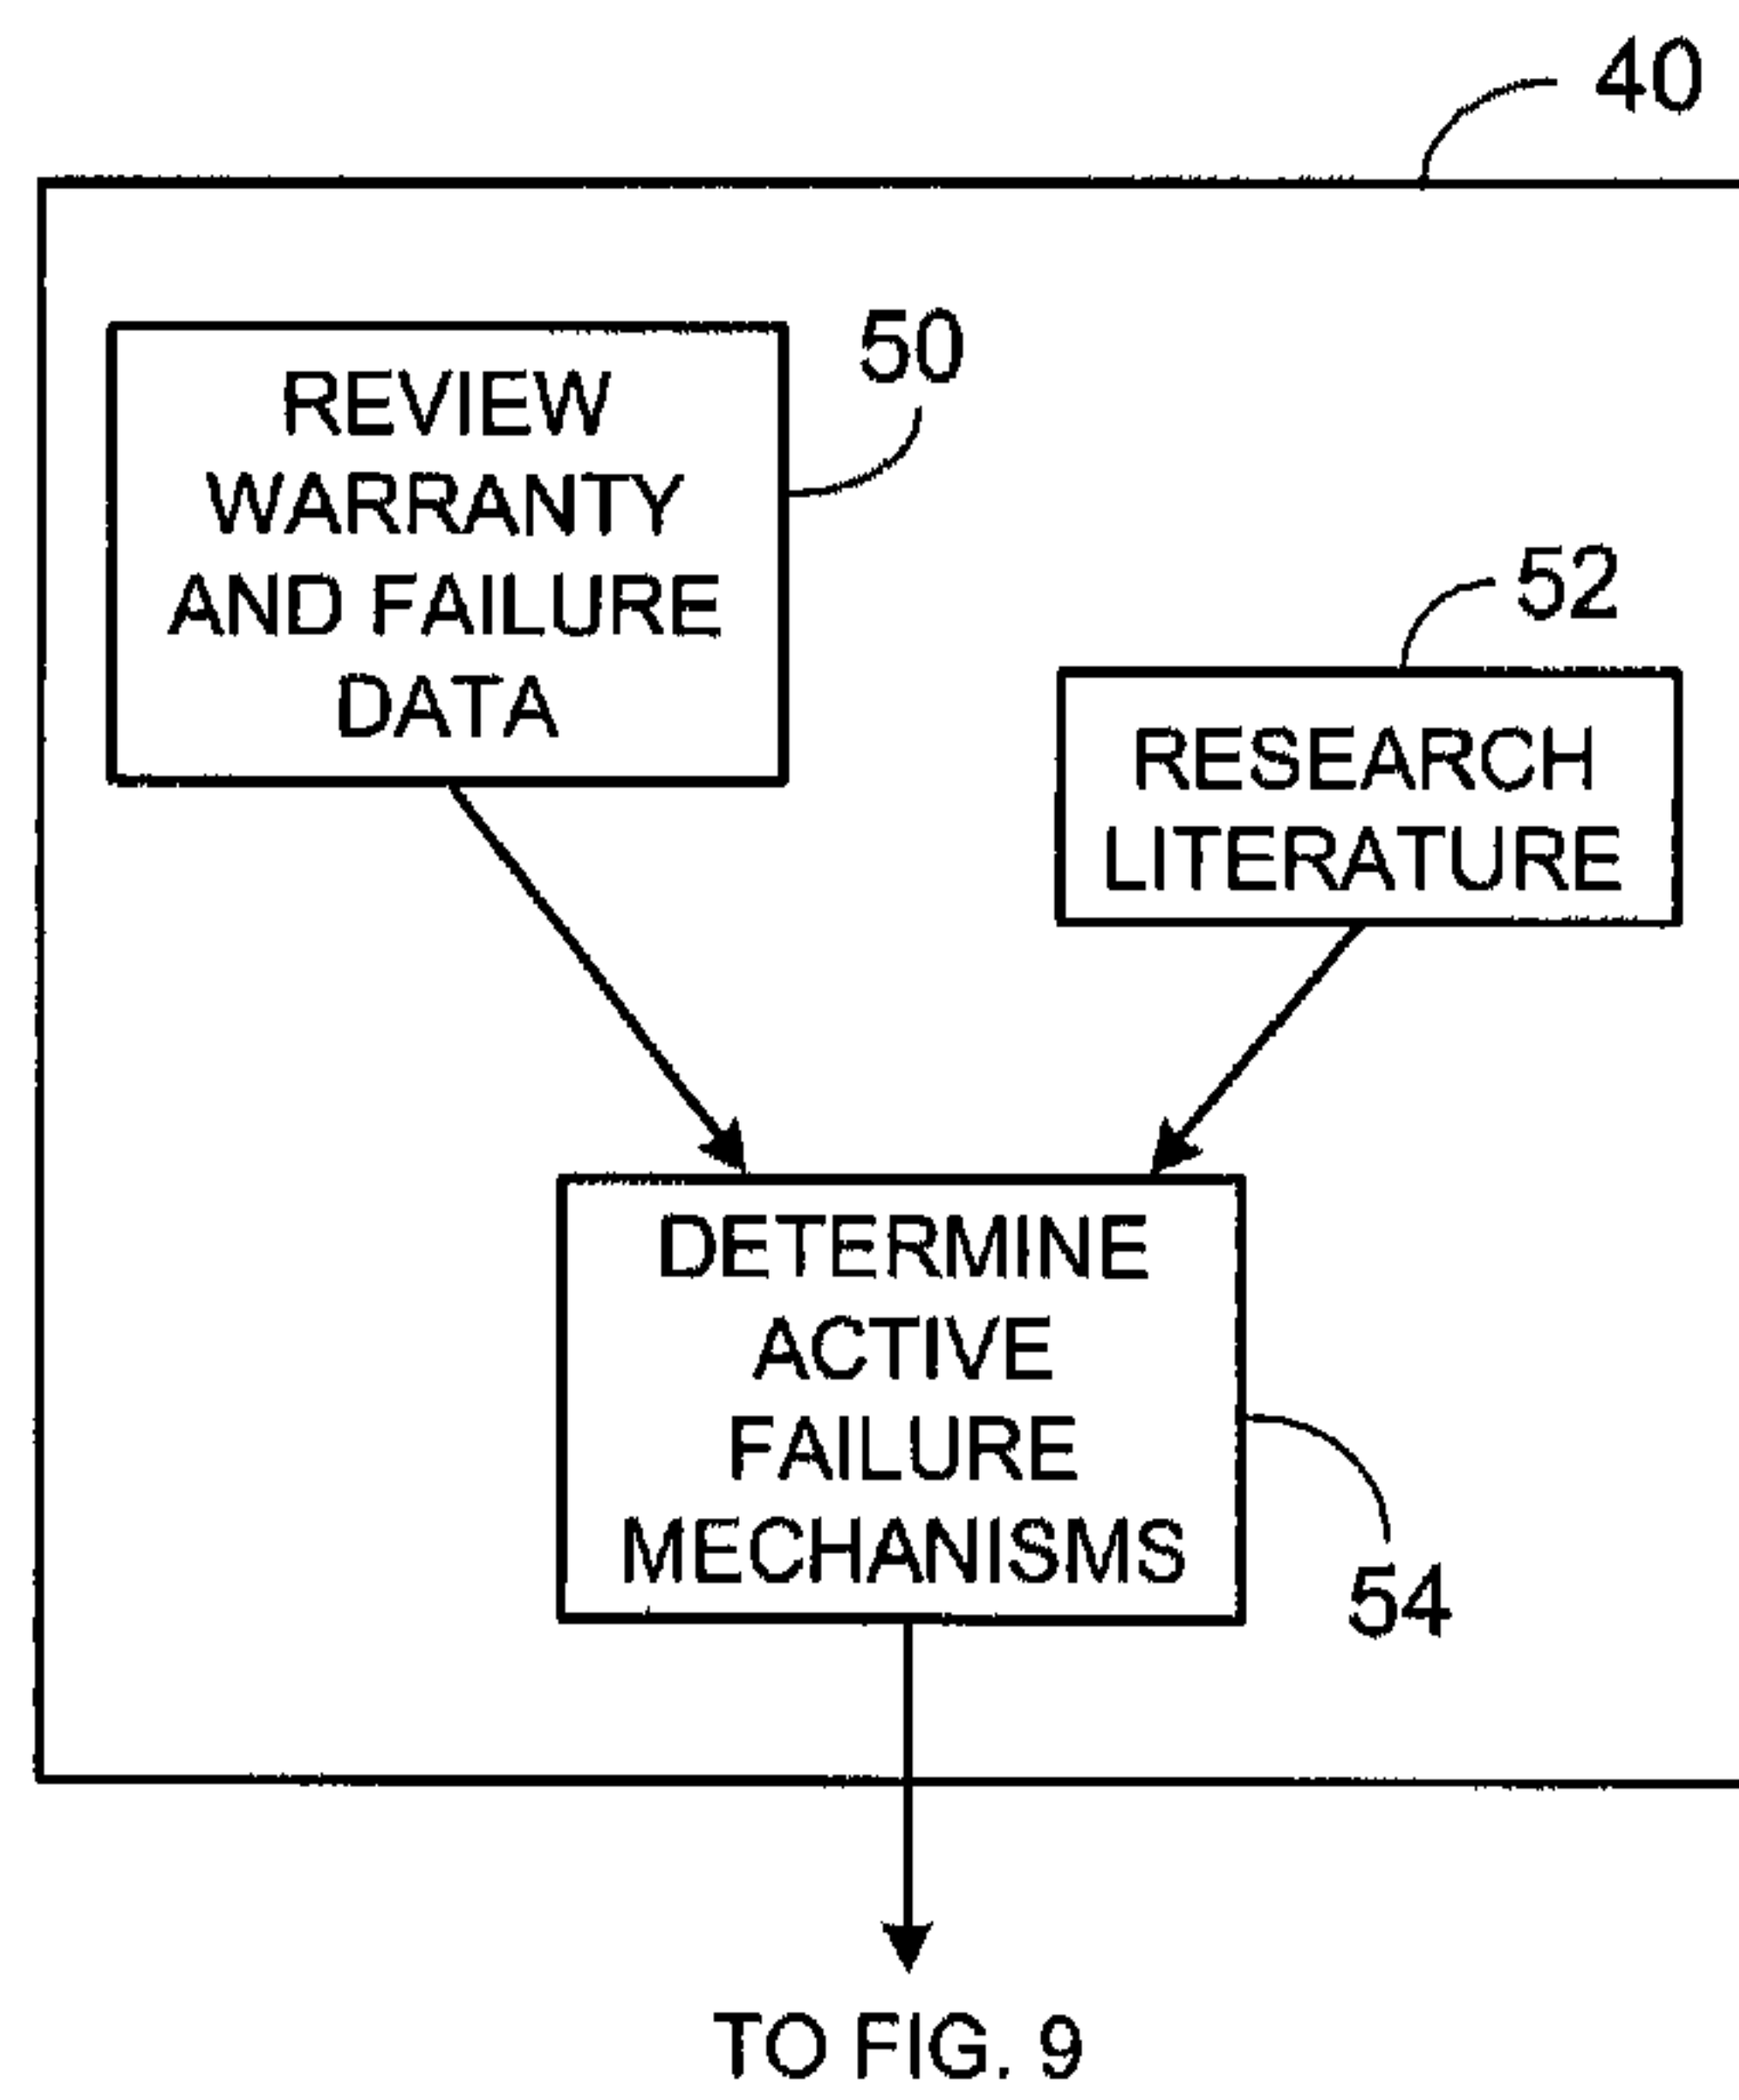 40
REVIEW
WARRANTY
AND FAILURE
DATA
50
52
RESEARCH
LITERATURE
DETERMINE
ACTIVE
FAILURE
MECHANISMS
54
TO FIG. 9